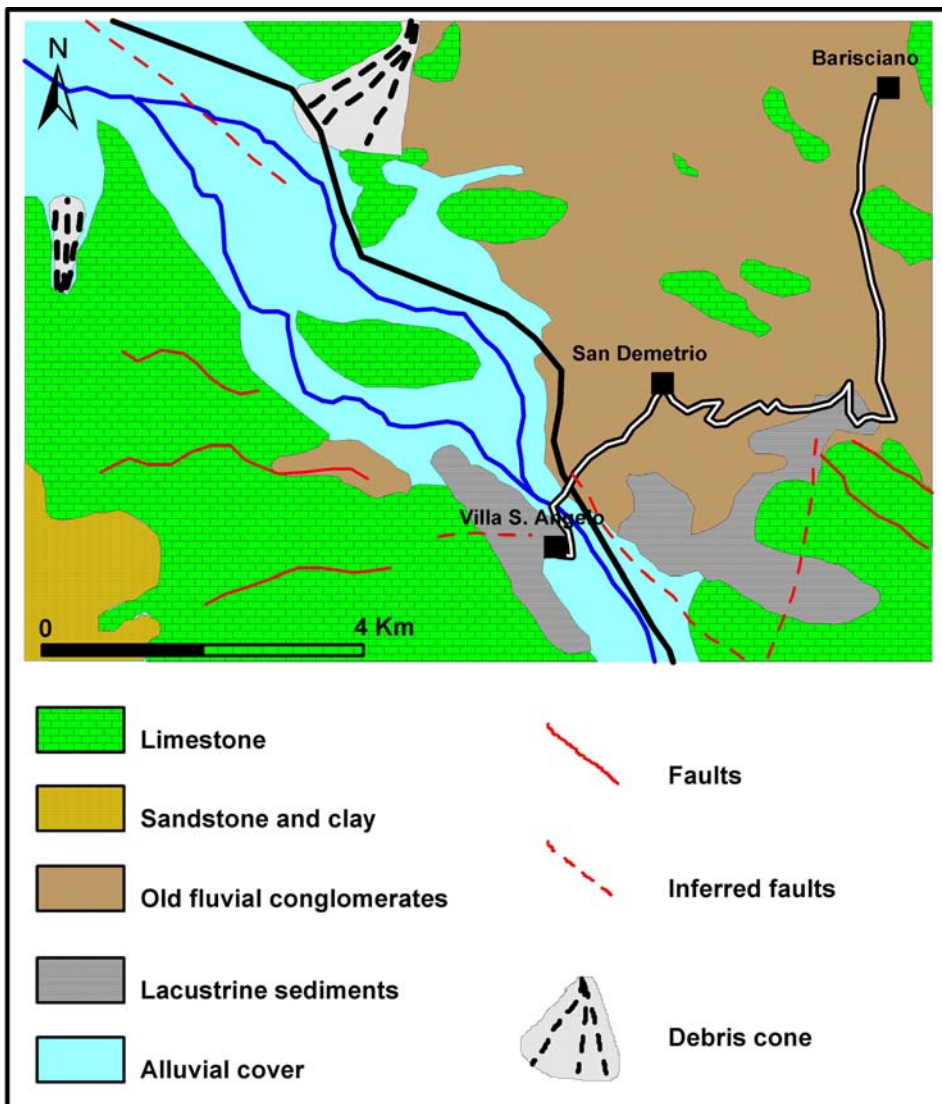 N
Barisciano
San Demetrio
Villa S. Angelo
0 4 Km
Limestone
Sandstone and clay
Old fluvial conglomerates
Lacustrine sediments
Alluvial cover
Faults
Inferred faults
Debris cone